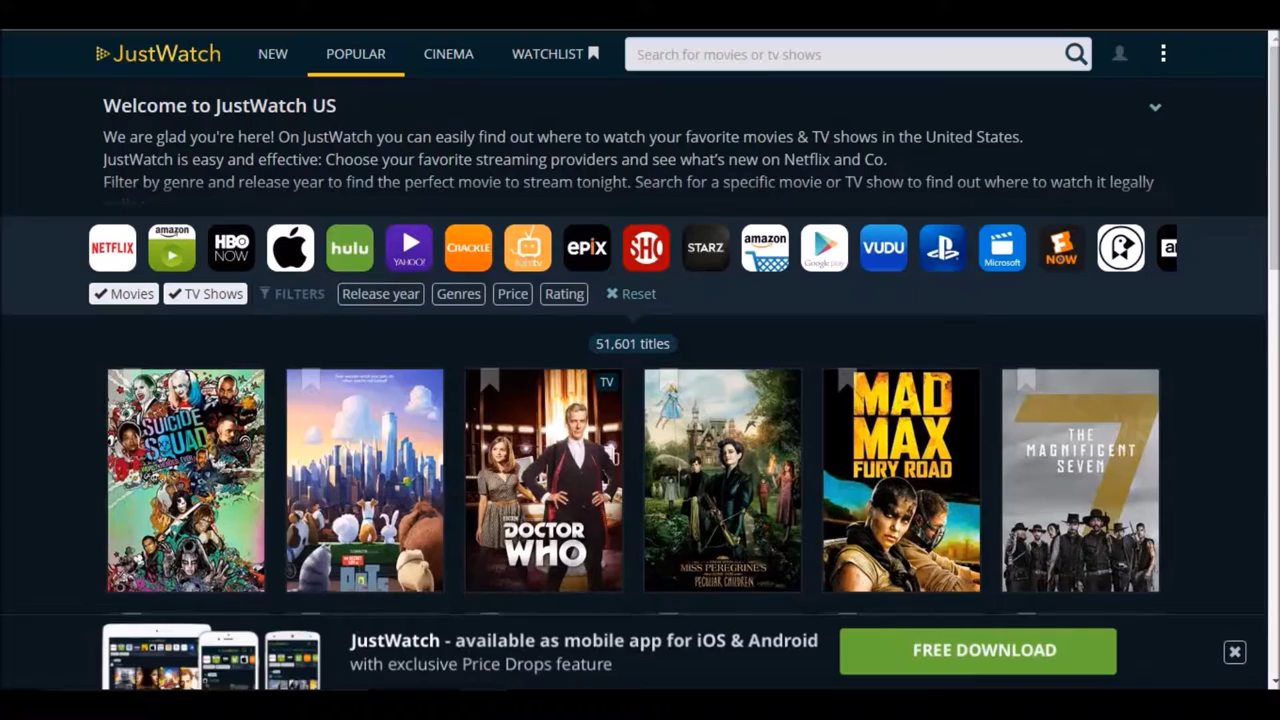 JustWatch NEW POPULAR CINEMA WATCHLIST Search for movies or tv shows
Welcome to JustWatch US
We are glad you're here! On JustWatch you can easily find out where to watch your favorite movies & TV shows in the United States.
JustWatch is easy and effective: Choose your favorite streaming providers and see what's new on Netflix and Co.
Filter by genre and release year to find the perfect movie to stream tonight. Search for a specific movie or TV show to find out where to watch it legally
NETFLIX amazon HBO NOW hulu YAHOO! CRACKLE epix SHO STARZ amazon Google play VUDU Microsoft NOW
Movies TV Shows FILTERS Release year Genres Price Rating Reset
51,601 titles
SUICIDE
SQUAD
TV
BBC
DOCTOR
WHO
MISS PEREGRINE'S
HOME FOR
PECULIAR CHILDREN
MAD
MAX
FURY ROAD
7
THE
MAGNIFICENT
SEVEN
JustWatch - available as mobile app for iOS & Android
with exclusive Price Drops feature
FREE DOWNLOAD